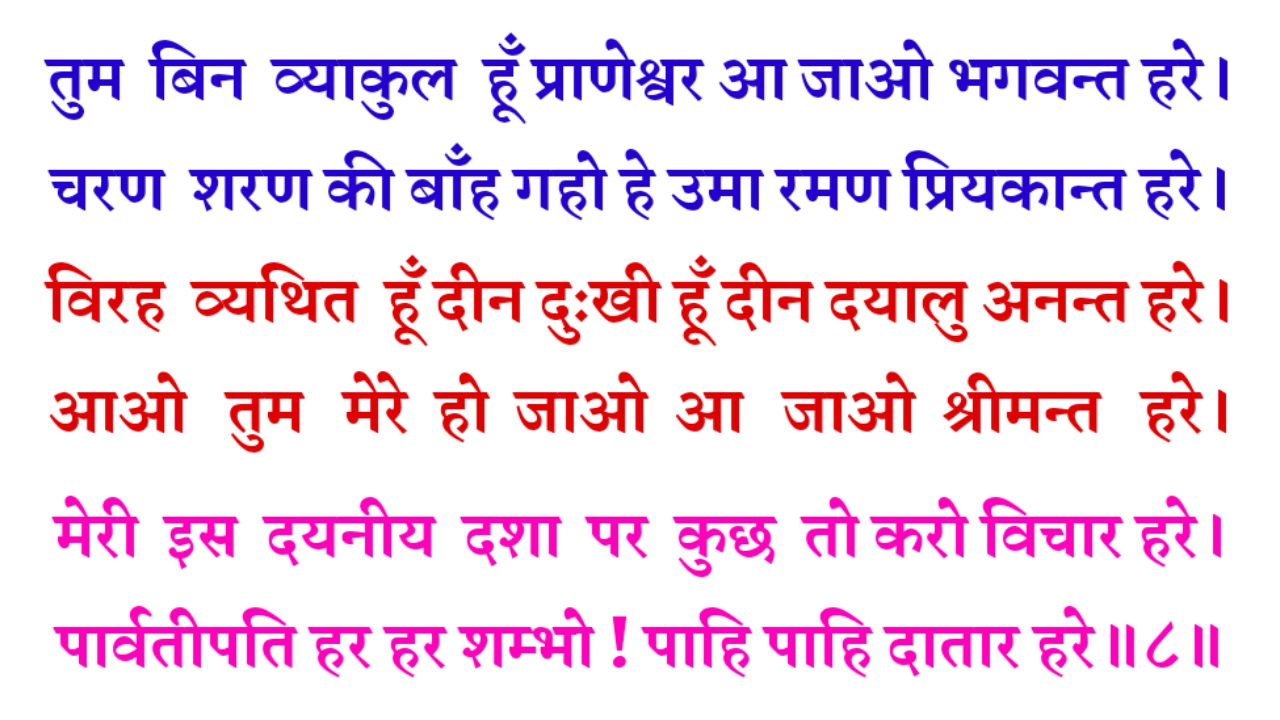 तुम बिन व्याकुल हूँ प्राणेश्वर आ जाओ भगवन्त हरे।
चरण शरण की बाँह गहो हे उमा रमण प्रियकान्त हरे।
विरह व्यथित हूँ दीन दुःखी हूँ दीन दयालु अनन्त हरे।
आओ तुम मेरे हो जाओ आ जाओ श्रीमन्त हरे।
मेरी इस दयनीय दशा पर कुछ तो करो विचार हरे।
पार्वतीपति हर हर शम्भो ! पाहि पाहि दातार हरे॥८॥